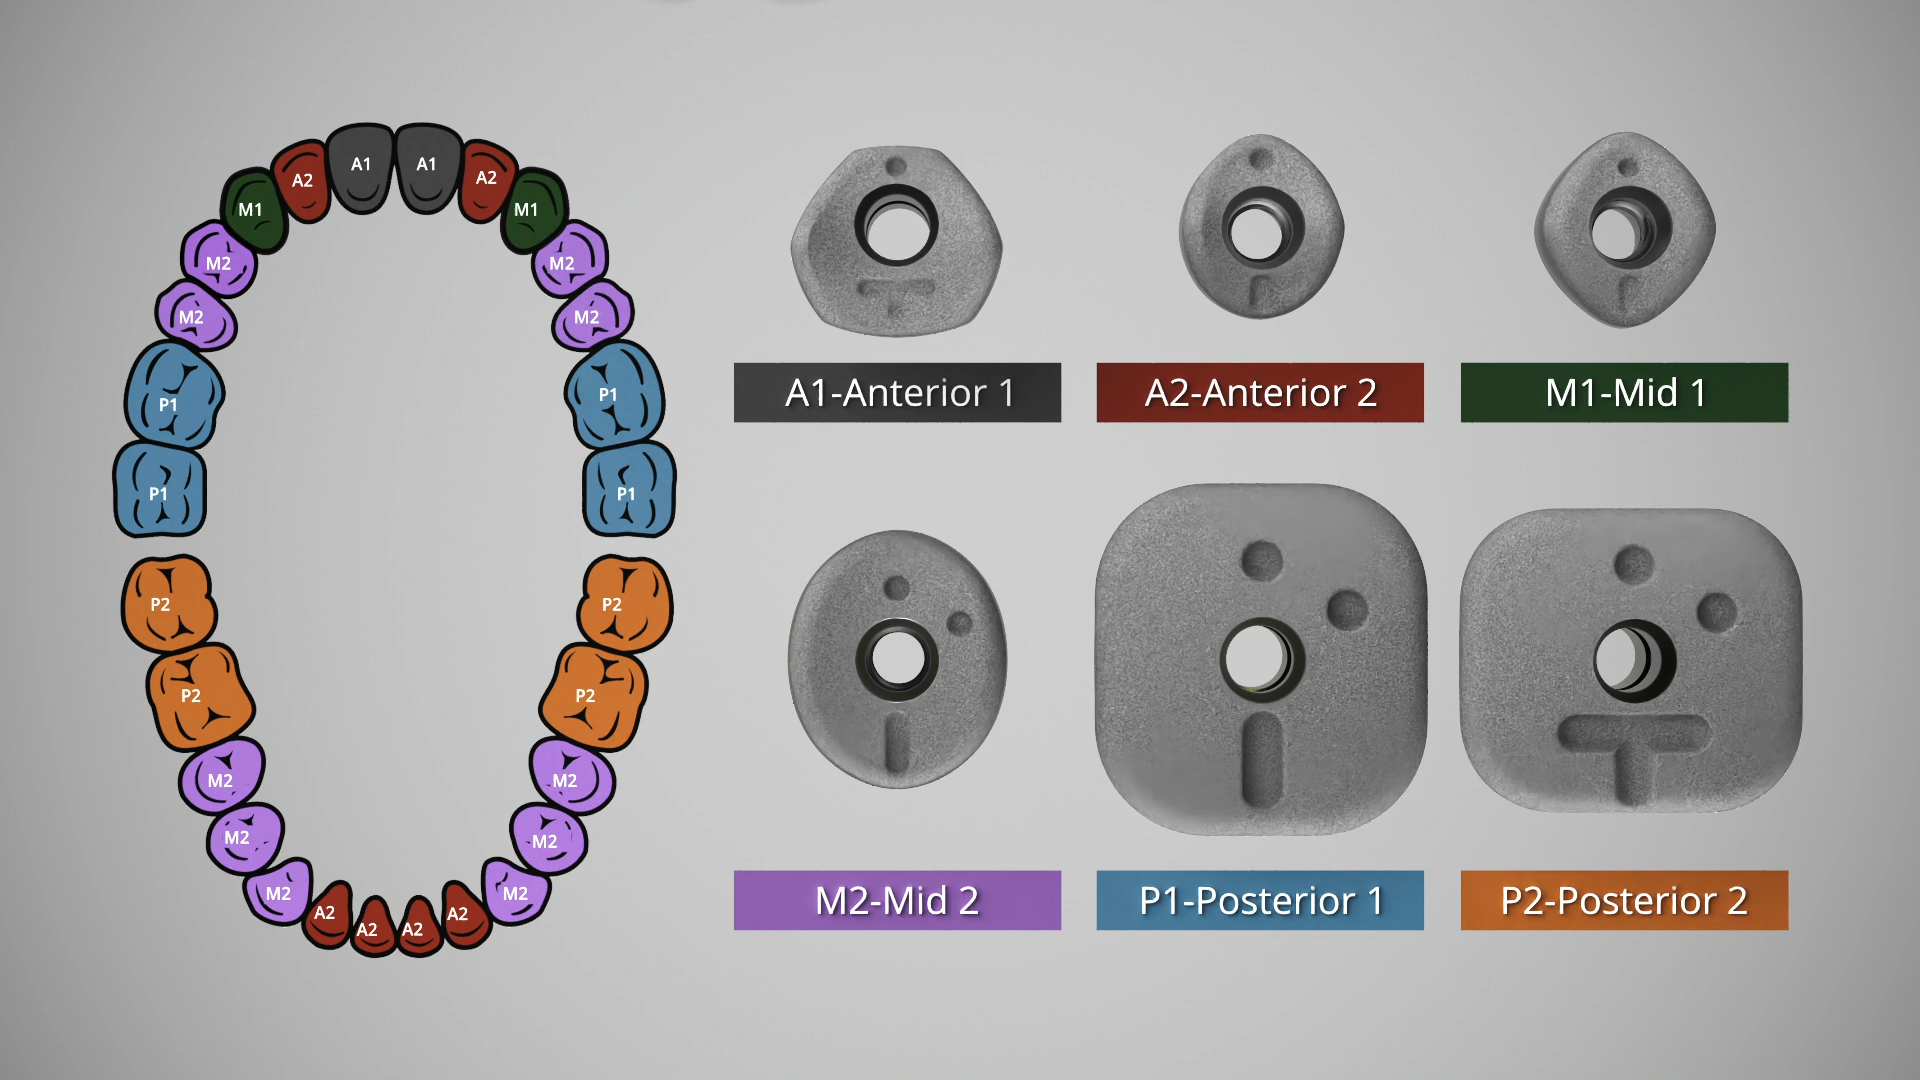 A1
A1
A2
A2
M1
M1
M2
M2
M2
M2
P1
P1
P1
P1
P2
P2
P2
P2
M2
M2
M2
M2
M2
M2
A2
A2
A2
A2
A1-Anterior 1
A2-Anterior 2
M1-Mid 1
M2-Mid 2
P1-Posterior 1
P2-Posterior 2